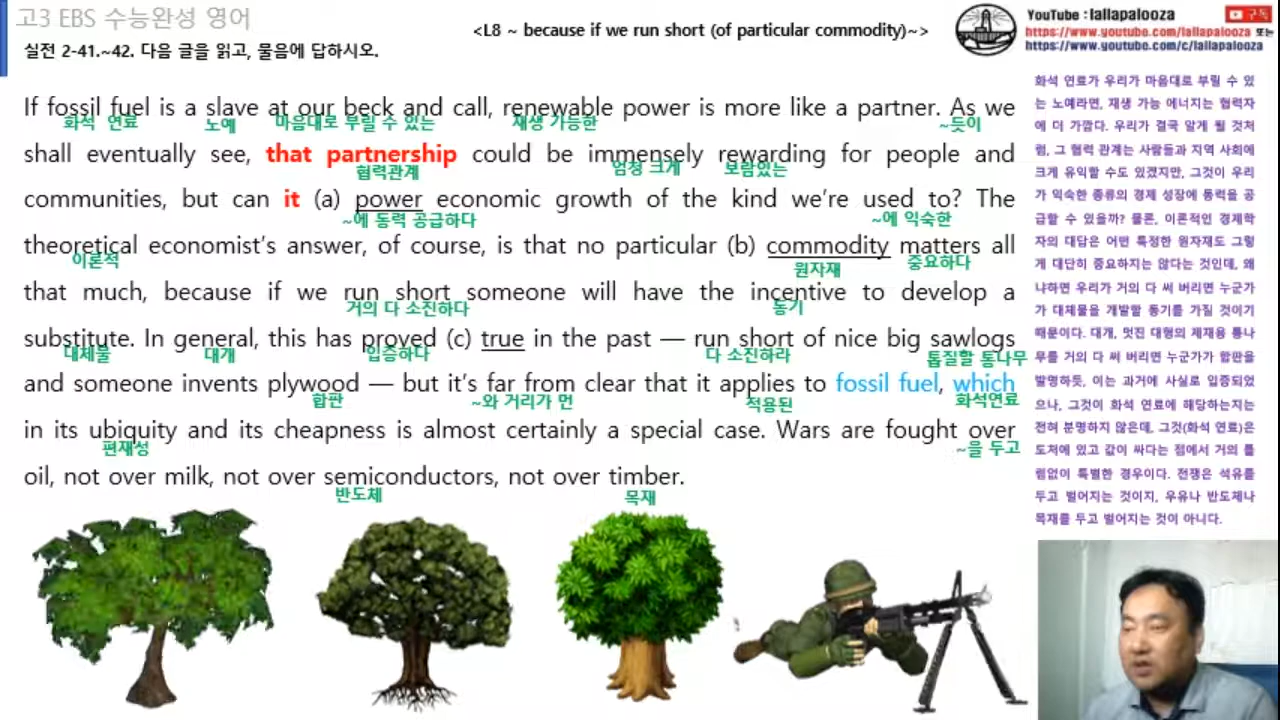 고3 EBS 수능완성 영어
실전 2-41.~42. 다음 글을 읽고, 물음에 답하시오.
<L8 ~ because if we run short (of particular commodity)~>
YouTube : lallapalooza
구독
https://www.youtube.com/lallapalooza 또는
https://www.youtube.com/c/lallapalooza
If fossil fuel is a slave at our beck and call, renewable power is more like a partner. As we
화석 연료 노예 마음대로 부릴 수 있는 재생 가능한 ~듯이
shall eventually see, that partnership could be immensely rewarding for people and
협력관계 엄청 크게 보람있는
communities, but can it (a) power economic growth of the kind we're used to? The
~에 동력 공급하다 ~에 익숙한
theoretical economist's answer, of course, is that no particular (b) commodity matters all
이론적 원자재 중요하다
that much, because if we run short someone will have the incentive to develop a
거의 다 소진하다 동기
substitute. In general, this has proved (c) true in the past — run short of nice big sawlogs
대체물 대개 입증하다 다 소진하라 톱질할 통나무
and someone invents plywood — but it's far from clear that it applies to fossil fuel, which
합판 ~와 거리가 먼 적용된 화석연료
in its ubiquity and its cheapness is almost certainly a special case. Wars are fought over
편재성 ~을 두고
oil, not over milk, not over semiconductors, not over timber.
반도체 목재
화석 연료가 우리가 마음대로 부릴 수 있
는 노예라면, 재생 가능 에너지는 협력자
에 더 가깝다. 우리가 결국 알게 될 것처
럼, 그 협력 관계는 사람들과 지역 사회에
크게 유익할 수도 있겠지만, 그것이 우리
가 익숙한 종류의 경제 성장에 동력을 공
급할 수 있을까? 물론, 이론적인 경제학
자의 대답은 어떤 특정한 원자재도 그렇
게 대단히 중요하지는 않다는 것인데, 왜
냐하면 우리가 거의 다 써 버리면 누군가
가 대체물을 개발할 동기를 가질 것이기
때문이다. 대개, 멋진 대형의 제재용 통나
무를 거의 다 써 버리면 누군가가 합판을
발명하듯, 이는 과거에 사실로 입증되었
으나, 그것이 화석 연료에 해당하는지는
전혀 분명하지 않은데, 그것(화석 연료)은
도처에 있고 값이 싸다는 점에서 거의 틀
림없이 특별한 경우이다. 전쟁은 석유를
두고 벌어지는 것이지, 우유나 반도체나
목재를 두고 벌어지는 것이 아니다.